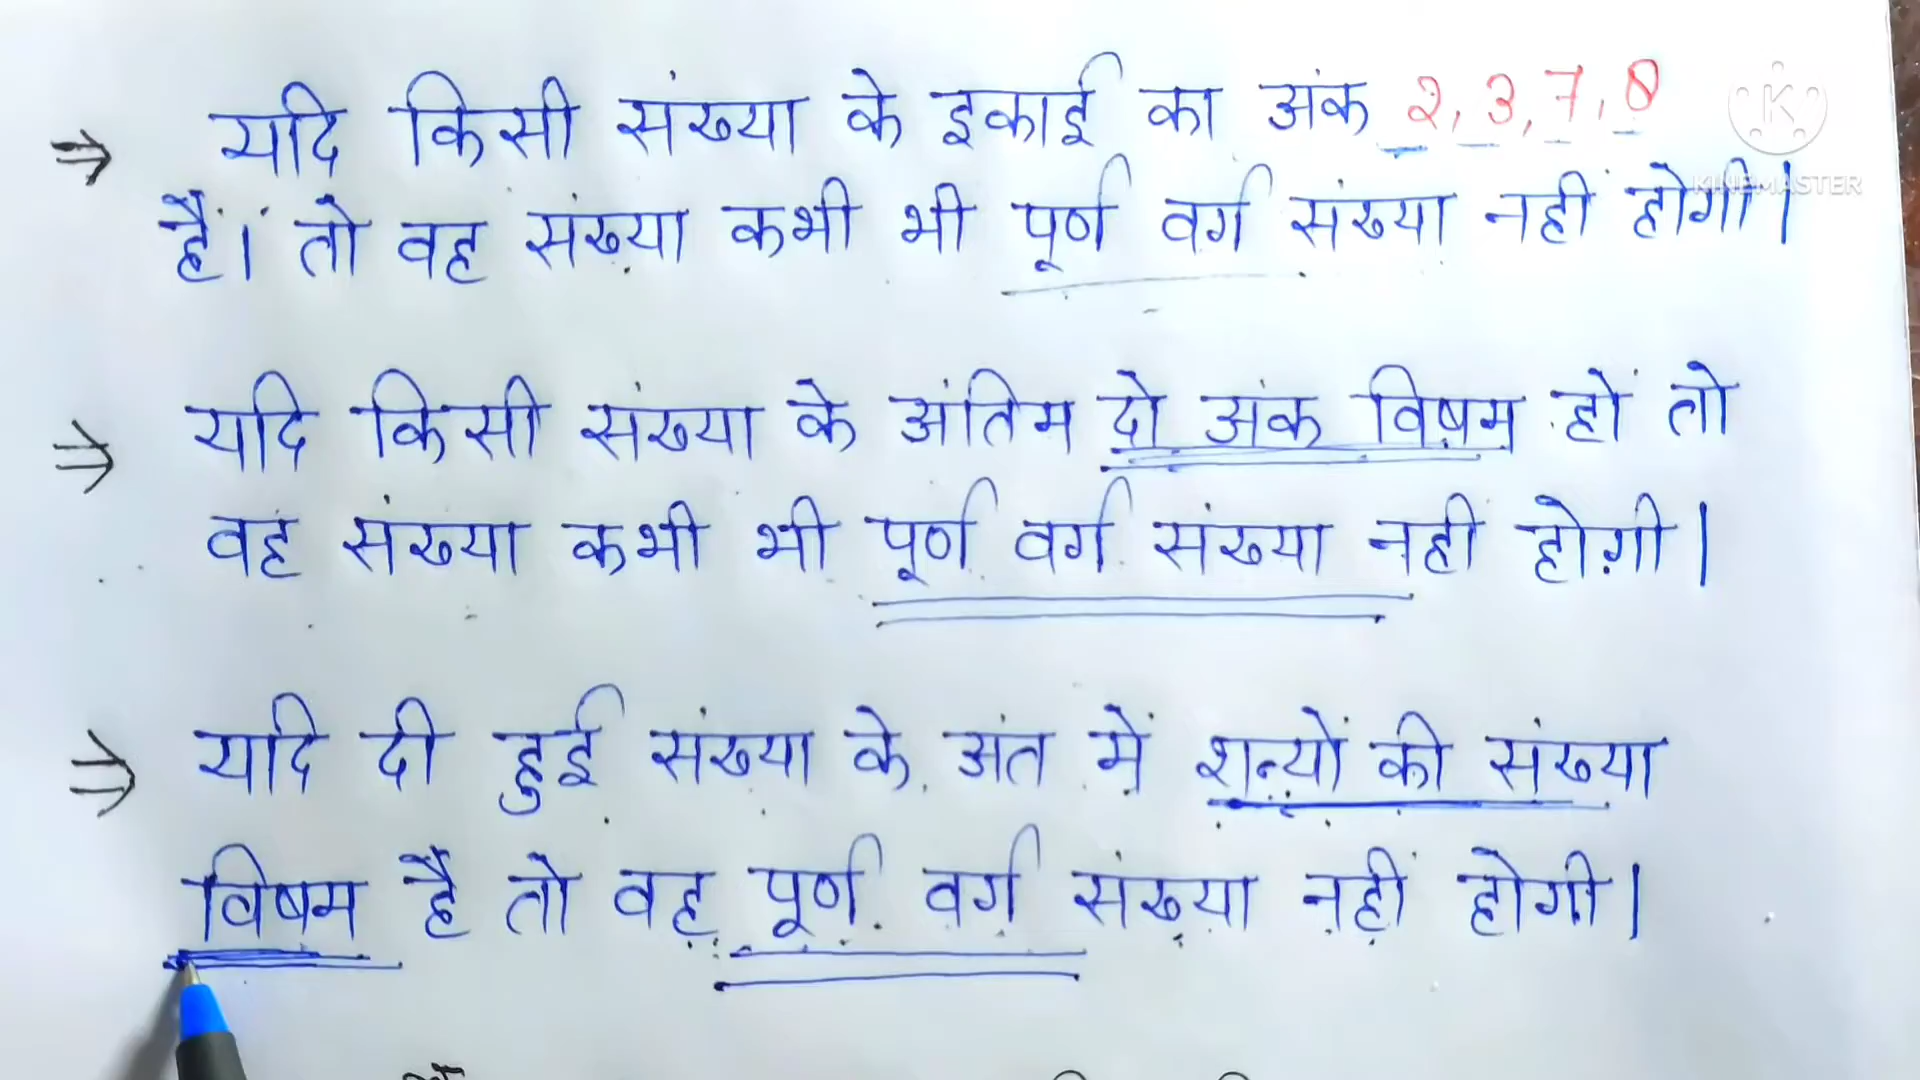 ⇒ यदि किसी संख्या के इकाई का अंक 2, 3, 7, 8
है। तो वह संख्या कभी भी पूर्ण वर्ग संख्या नहीं होगी।
⇒ यदि किसी संख्या के अंतिम दो अंक विषम हों तो
वह संख्या कभी भी पूर्ण वर्ग संख्या नही होगी।
⇒ यदि दी हुई संख्या के अंत में शून्यों की संख्या
विषम है तो वह पूर्ण वर्ग संख्या नहीं होगी।
K
KINEMASTER